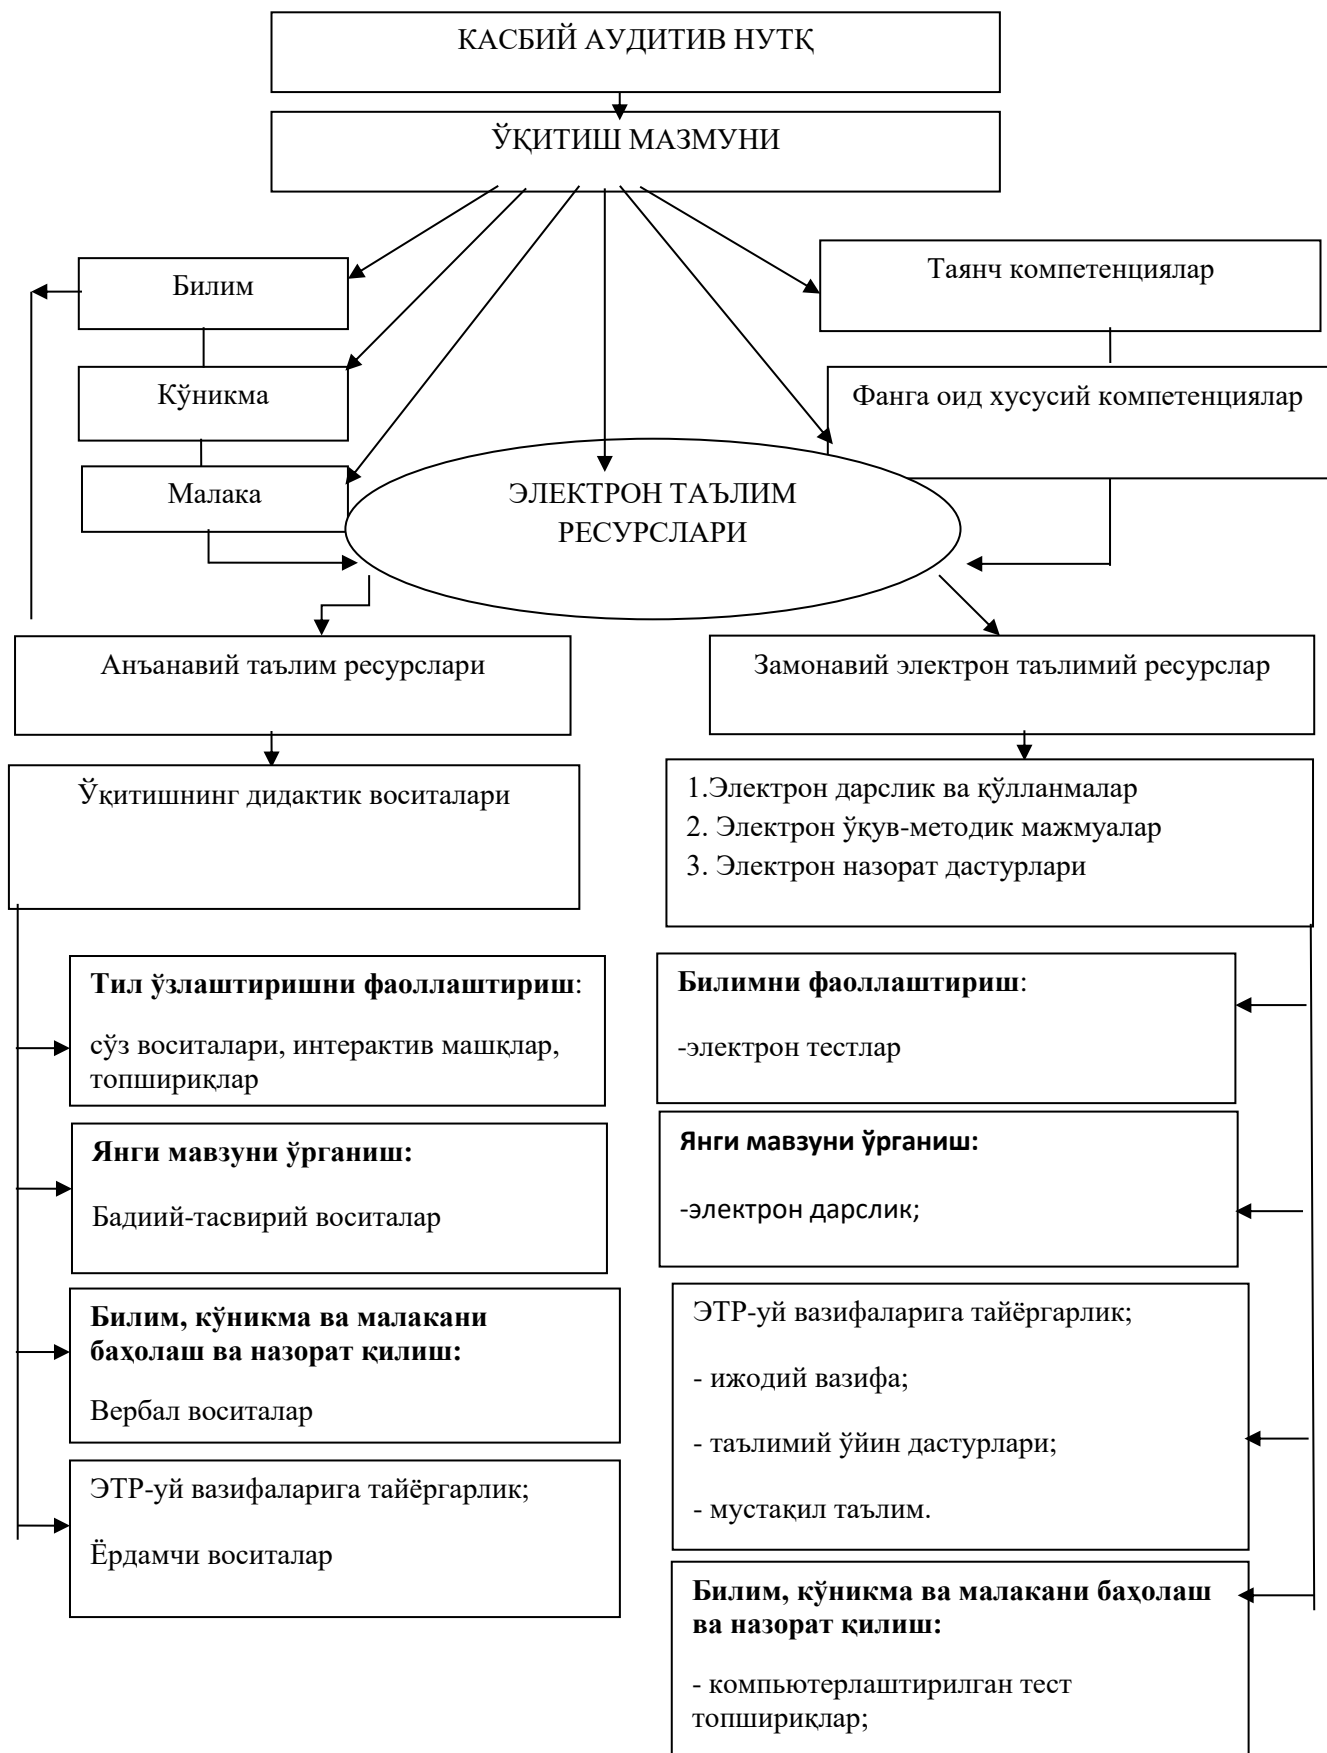 КАСБИЙ АУДИТИВ НУТҚ
ЎҚИТИШ МАЗМУНИ
Билим
Таянч компетенциялар
Кўникма
Фанга оид хусусий компетенциялар
Малака
ЭЛЕКТРОН ТАЪЛИМ
РЕСУРСЛАРИ
Анъанавий таълим ресурслари
Замонавий электрон таълимий ресурслар
Ўқитишнинг дидактик воситалари
1.Электрон дарслик ва қўлланмалар
2. Электрон ўқув-методик мажмуалар
3. Электрон назорат дастурлари
Тил ўзлаштиришни фаоллаштириш:
сўз воситалари, интерактив машқлар,
топшириқлар
Янги мавзуни ўрганиш:
Бадиий-тасвирий воситалар
Билим, кўникма ва малакани
баҳолаш ва назорат қилиш:
Вербал воситалар
ЭТР-уй вазифаларига тайёргарлик;
Ёрдамчи воситалар
Билимни фаоллаштириш:
-электрон тестлар
Янги мавзуни ўрганиш:
-электрон дарслик;
ЭТР-уй вазифаларига тайёргарлик;
- ижодий вазифа;
- таълимий ўйин дастурлари;
- мустақил таълим.
Билим, кўникма ва малакани баҳолаш
ва назорат қилиш:
- компьютерлаштирилган тест
топшириқлар;